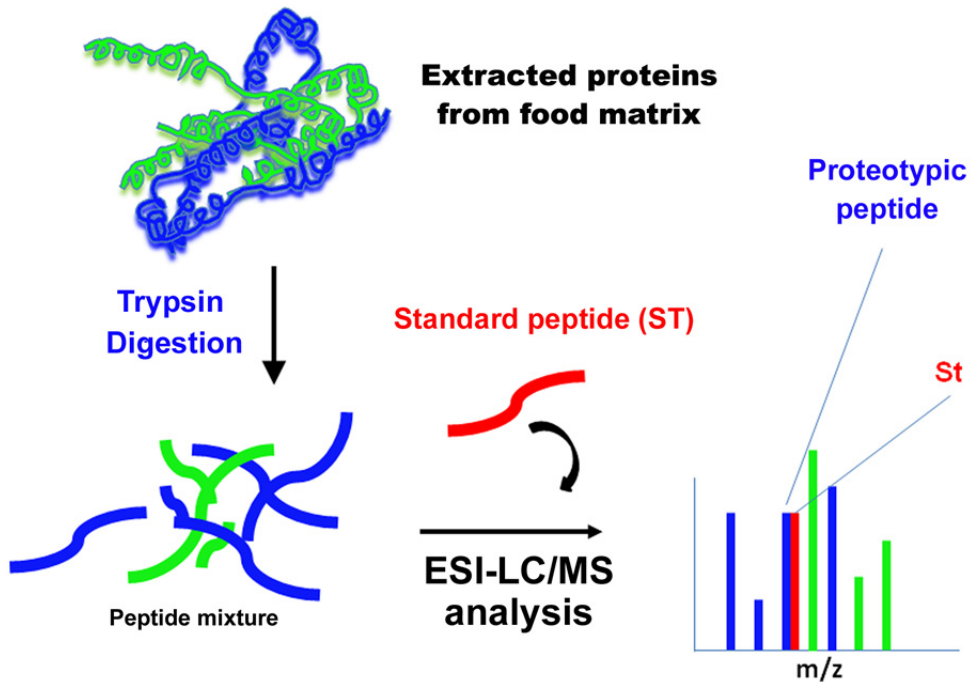 Extracted proteins
from food matrix
Proteotypic
peptide
Trypsin
Digestion
Standard peptide (ST)
St
ESI-LC/MS
analysis
Peptide mixture
m/z